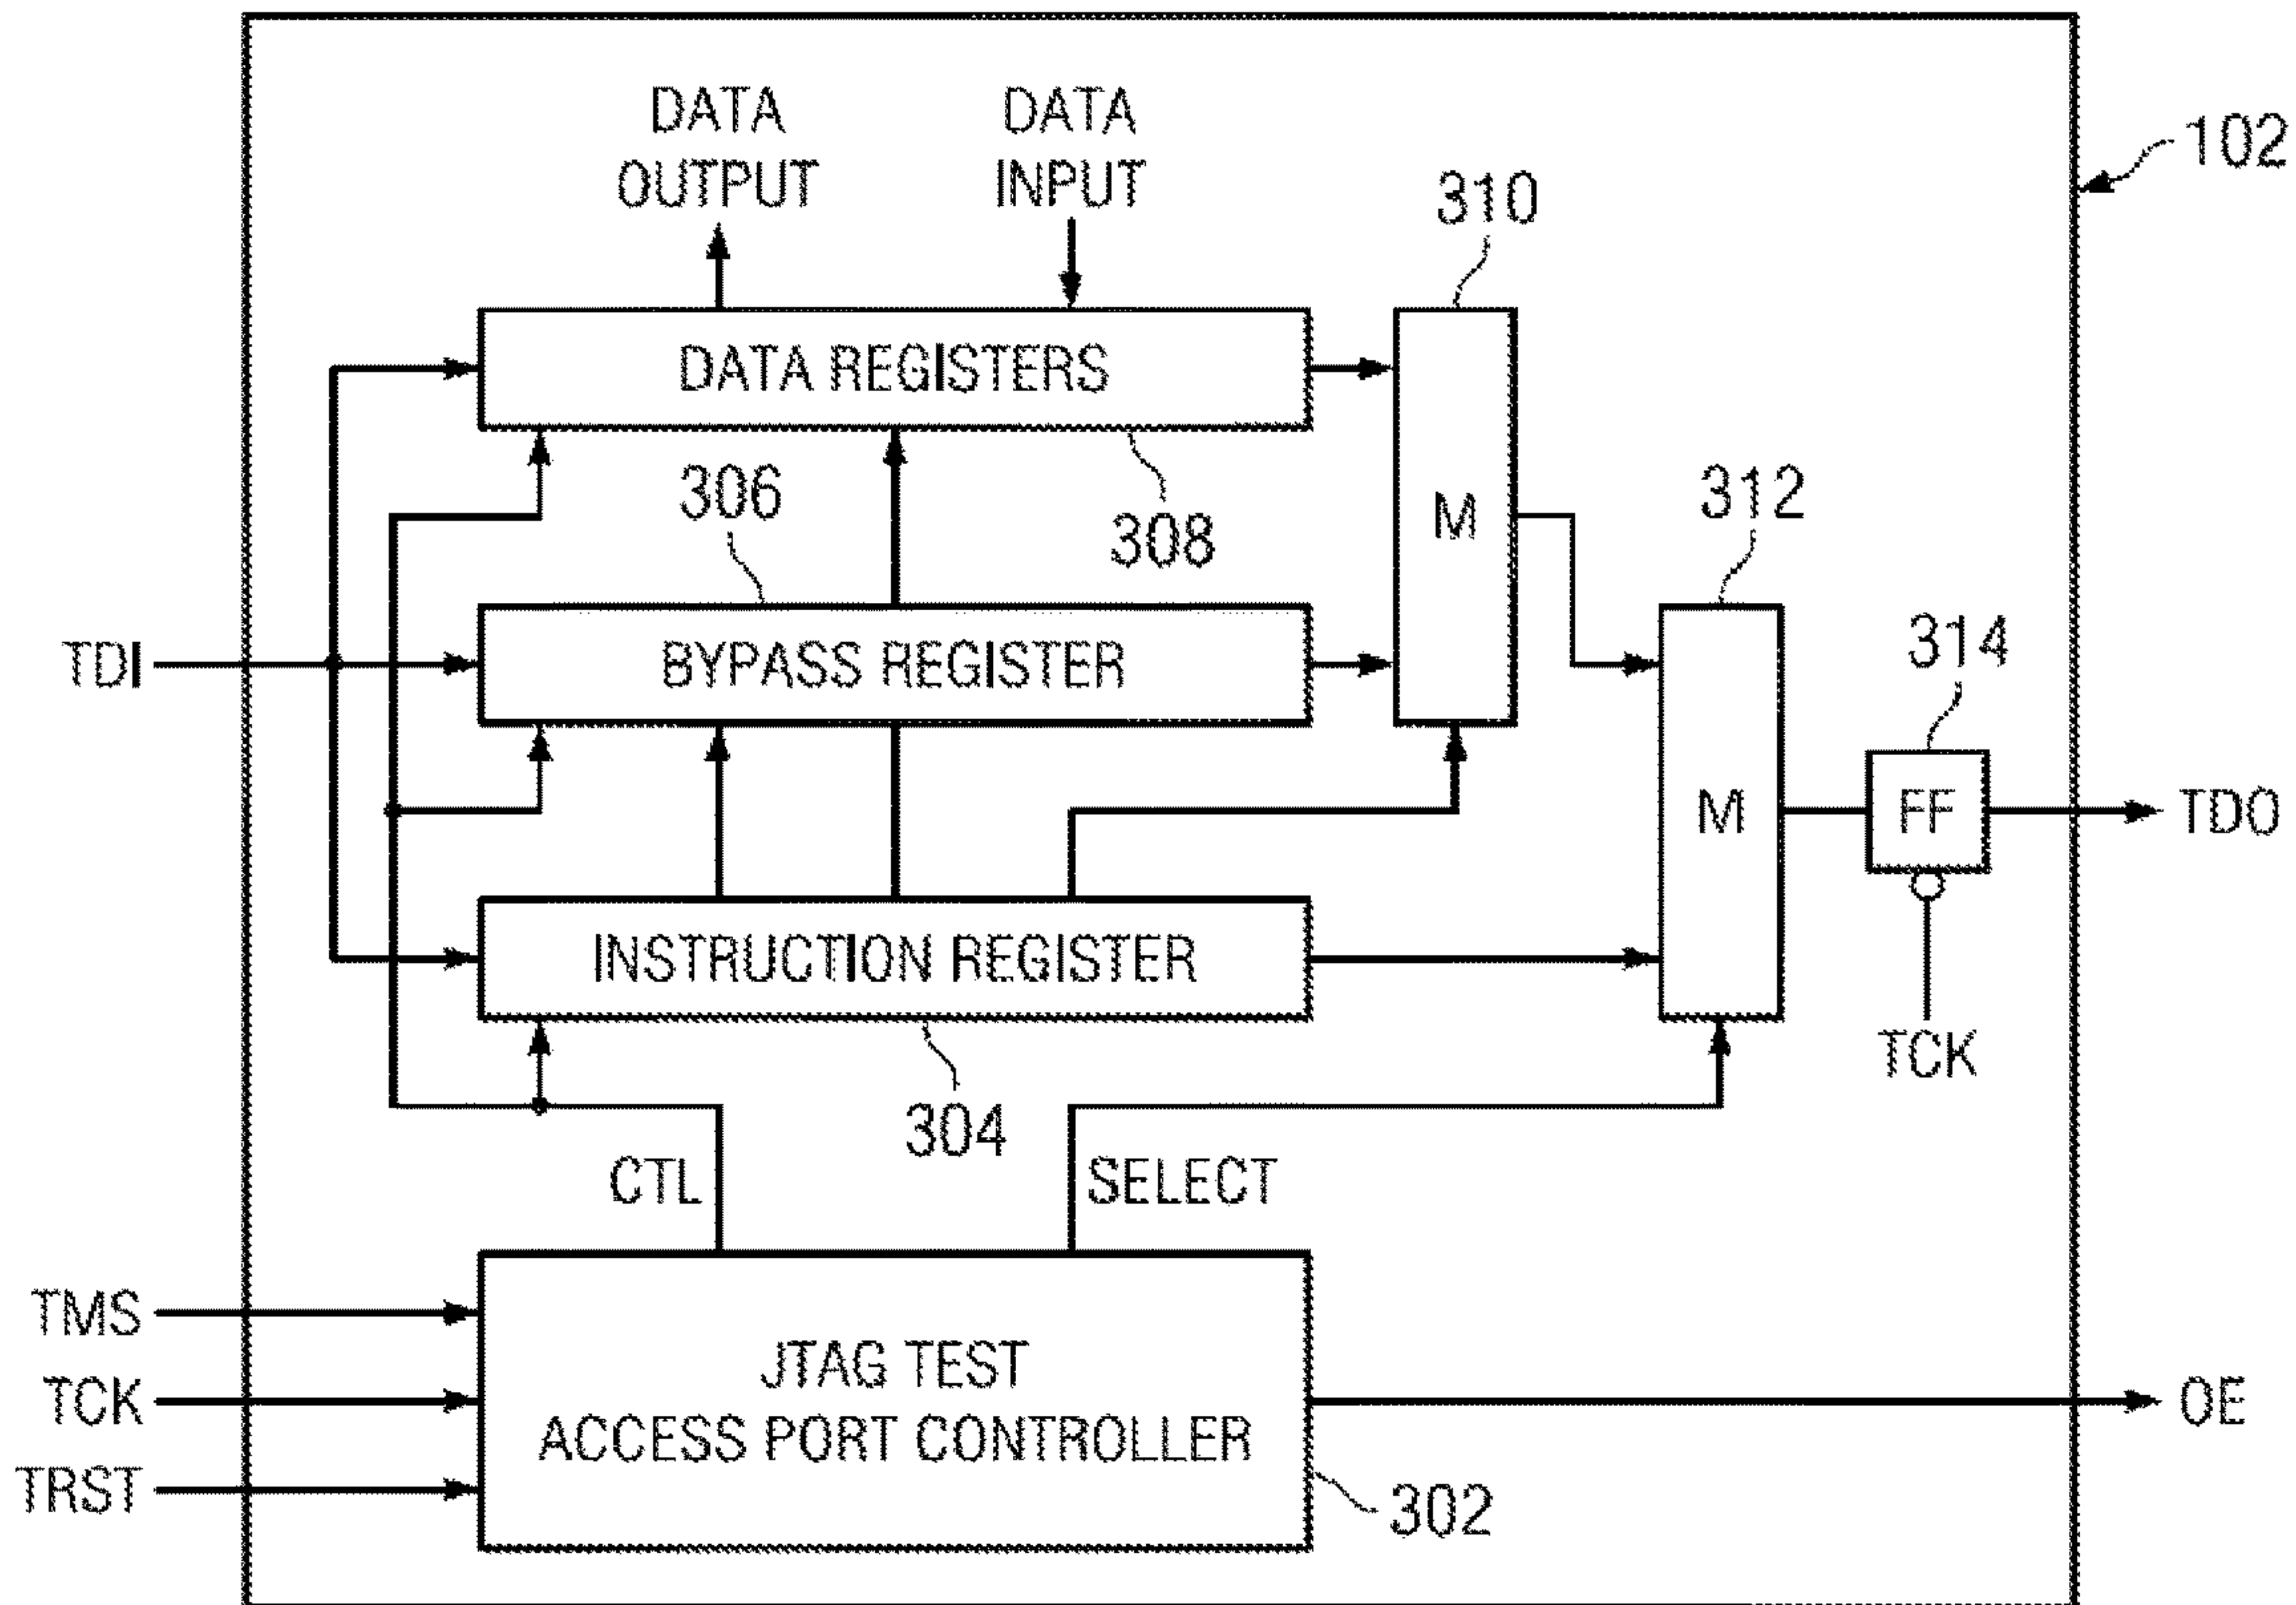 DATA
OUTPUT
DATA
INPUT
102
310
DATA REGISTERS
306
308
M
312
TDI
BYPASS REGISTER
314
M
FF
TDO
INSTRUCTION REGISTER
TCK
304
CTL
SELECT
TMS
TCK
TRST
JTAG TEST
ACCESS PORT CONTROLLER
OE
302